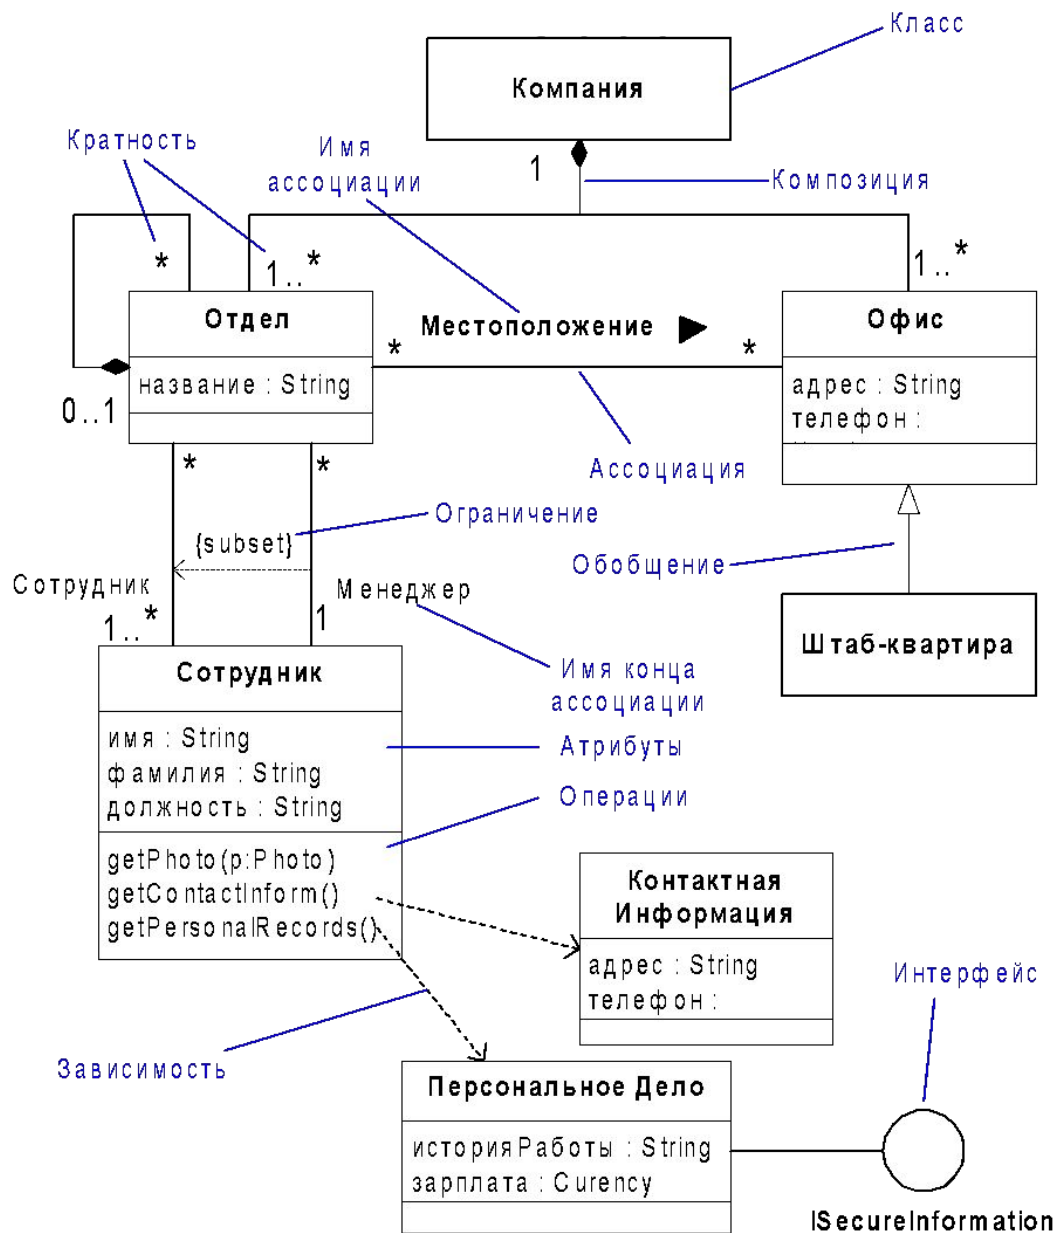 Класс
Компания
Кратность
Имя
ассоциации
1
Композиция
*
1..*
1..*
Отдел
Местоположение
Офис
*
*
название : String
адрес : String
телефон :
0..1
*
*
Ассоциация
Ограничение
{subset}
Обобщение
Сотрудник
Менеджер
1..*
1
Штаб-квартира
Сотрудник
Имя конца
ассоциации
имя : String
Атрибуты
фамилия : String
должность : String
Операции
getPhoto(p:Photo)
getContactInform()
getPersonalRecords()
Контактная
Информация
адрес : String
телефон :
Интерфейс
Зависимость
Персональное Дело
историяРаботы : String
зарплата : Curency
ISecureInformation